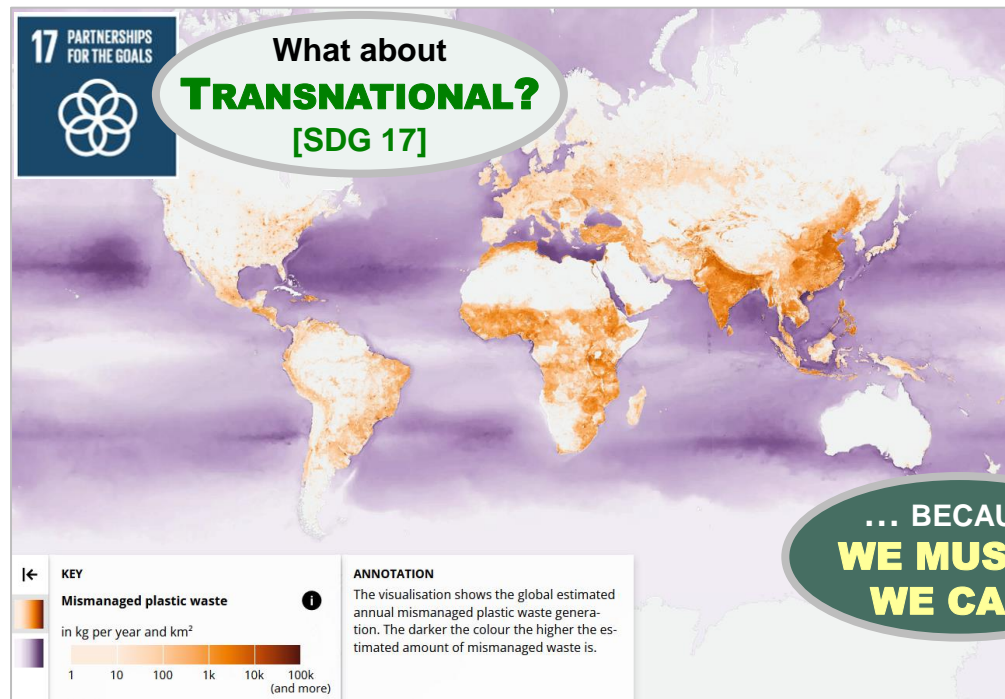 17 PARTNERSHIPS
FOR THE GOALS
What about
TRANSNATIONAL?
[SDG 17]
... BECAU
WE MUS
WE CA
KEY
Mismanaged plastic waste
i
in kg per year and km²
1 10 100 1k 10k 100k
(and more)
ANNOTATION
The visualisation shows the global estimated
annual mismanaged plastic waste genera-
tion. The darker the colour the higher the es-
timated amount of mismanaged waste is.